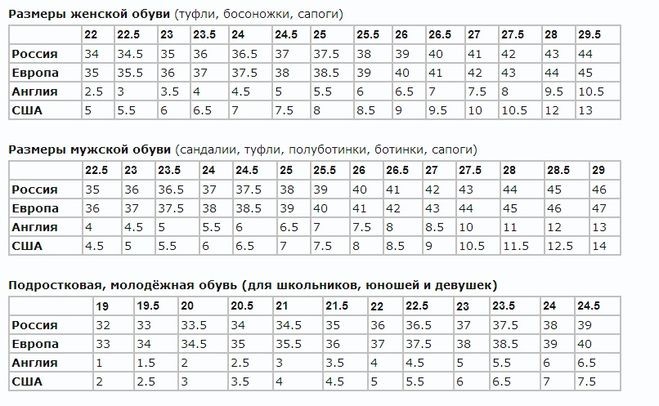 Размеры женской обуви (туфли, босоножки, сапоги)
22 22.5 23 23.5 24 24.5 25 25.5 26 26.5 27 27.5 28 29.5
Россия 34 34.5 35 36 36.5 37 37.5 38 39 40 41 42 43 44
Европа 35 35.5 36 37 37.5 38 38.5 39 40 41 42 43 44 45
Англия 2.5 3 3.5 4 4.5 5 5.5 6 6.5 7 7.5 8 9.5 10.5
США 5 5.5 6 6.5 7 7.5 8 8.5 9 9.5 10 10.5 12 13
Размеры мужской обуви (сандалии, туфли, полуботинки, ботинки, сапоги)
22.5 23 23.5 24 24.5 25 25.5 26 26.5 27 27.5 28 28.5 29
Россия 35 36 36.5 37 37.5 38 39 40 41 42 43 44 45 46
Европа 36 37 37.5 38 38.5 39 40 41 42 43 44 45 46 47
Англия 4 4.5 5 5.5 6 6.5 7 7.5 8 8.5 10 11 12 13
США 4.5 5 5.5 6 6.5 7 7.5 8 8.5 9 10.5 11.5 12.5 14
Подростковая, молодёжная обувь (для школьников, юношей и девушек)
19 19.5 20 20.5 21 21.5 22 22.5 23 23.5 24 24.5
Россия 32 33 33.5 34 34.5 35 36 36.5 37 37.5 38 39
Европа 33 34 34.5 35 35.5 36 37 37.5 38 38.5 39 40
Англия 1 1.5 2 2.5 3 3.5 4 4.5 5 5.5 6 6.5
США 2 2.5 3 3.5 4 4.5 5 5.5 6 6.5 7 7.5